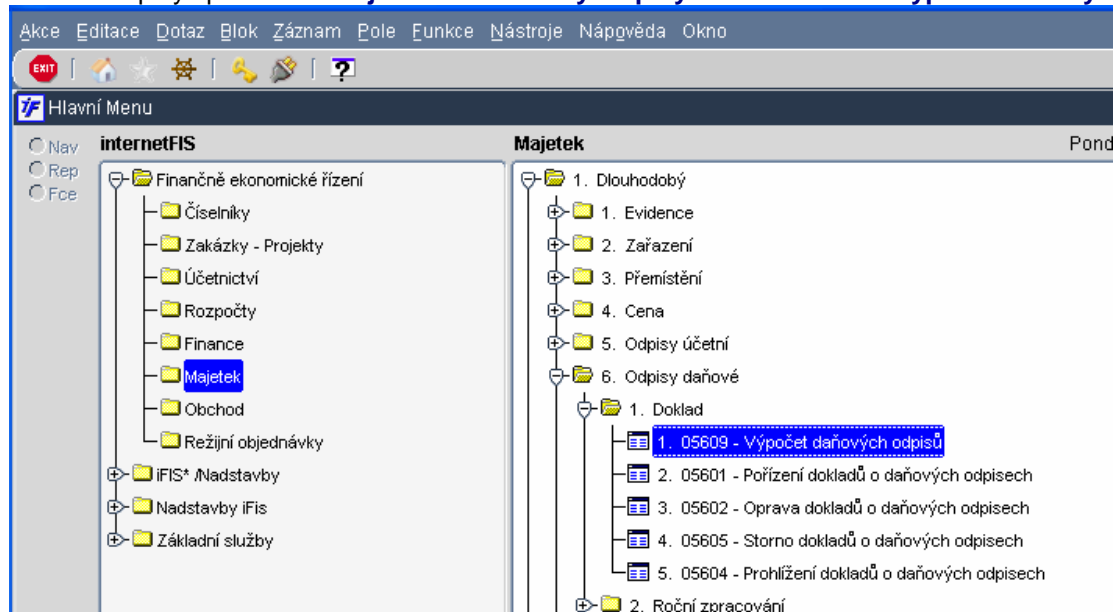 Akce Editace Dotaz Blok Záznam Pole Funkce Nástroje Nápověda Okno
EXIT
Hlavní Menu
Nav
Rep
Fce
internetFIS
Finančně ekonomické řízení
Číselníky
Zakázky - Projekty
Účetnictví
Rozpočty
Finance
Majetek
Obchod
Režijní objednávky
iFIS* /Nadstavby
Nadstavby iFis
Základní služby
Majetek Pond
1. Dlouhodobý
1. Evidence
2. Zařazení
3. Přemístění
4. Cena
5. Odpisy účetní
6. Odpisy daňové
1. Doklad
1. 05609 - Výpočet daňových odpisů
2. 05601 - Pořízení dokladů o daňových odpisech
3. 05602 - Oprava dokladů o daňových odpisech
4. 05605 - Storno dokladů o daňových odpisech
5. 05604 - Prohlížení dokladů o daňových odpisech
2. Roční zpracování